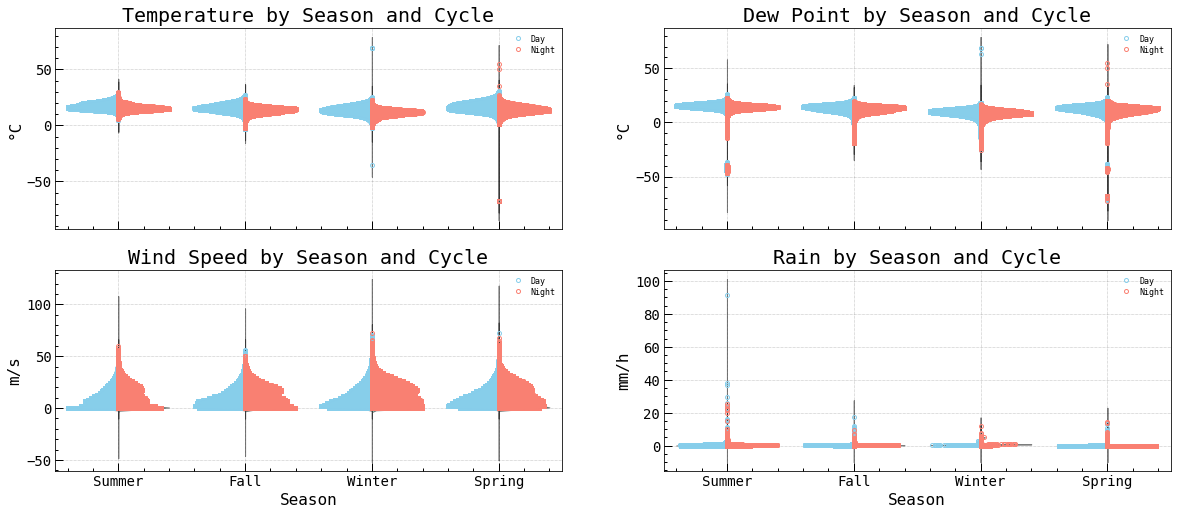 Temperature by Season and Cycle
°C
50
0
−50
Day
Night
Dew Point by Season and Cycle
°C
50
0
−50
Day
Night
Wind Speed by Season and Cycle
m/s
100
50
0
−50
Day
Night
Summer Fall Winter Spring
Season
Rain by Season and Cycle
mm/h
100
80
60
40
20
0
Day
Night
Summer Fall Winter Spring
Season